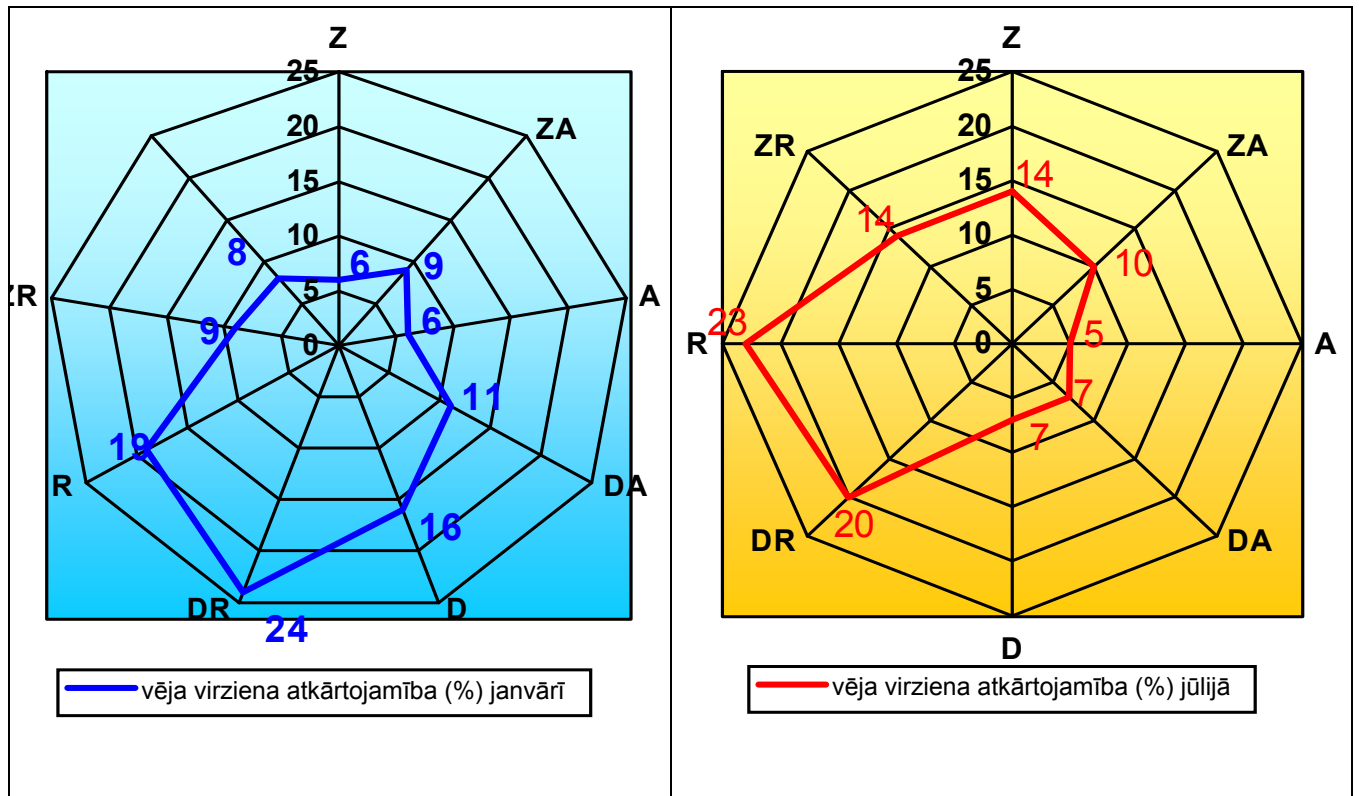 Z
25
20
15
10
5
0
ZA
A
DA
D
DR
R
ZR
6
9
6
11
16
24
19
9
8
vēja virziena atkārtojamība (%) janvārī
Z
25
20
15
10
5
0
ZA
A
DA
D
DR
R
ZR
14
10
5
7
7
20
23
14
vēja virziena atkārtojamība (%) jūlijā